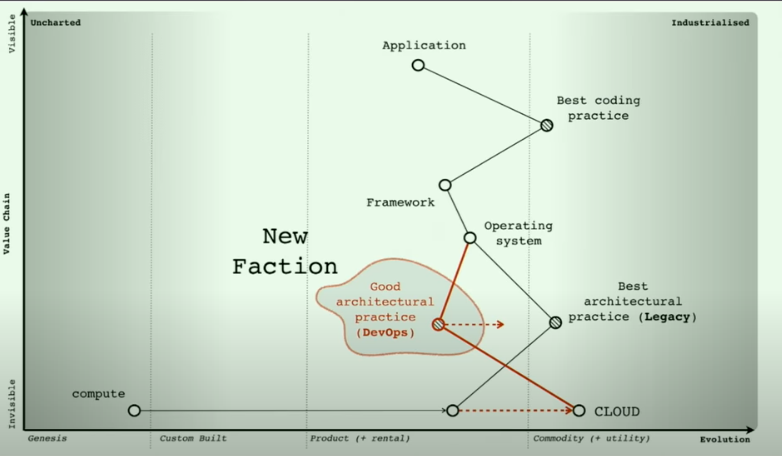 Uncharted
Industrialised
Visible
Application
Best coding
practice
Value Chain
Framework
Operating
system
New
Faction
Good
architectural
practice
(DevOps)
Best
architectural
practice (Legacy)
Invisible
compute
CLOUD
Genesis
Custom Built
Product (+ rental)
Commodity (+ utility)
Evolution